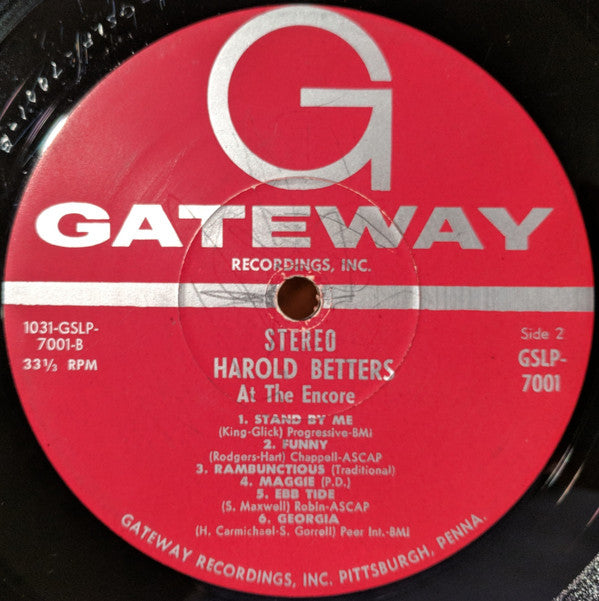 G
GATEWAY
RECORDINGS, INC.
1031-GSLP-
7001-B
33⅓ RPM
STEREO
HAROLD BETTERS
At The Encore
Side 2
GSLP-
7001
1. STAND BY ME
(King-Glick) Progressive-BMI
2. FUNNY
(Rodgers-Hart) Chappell-ASCAP
3. RAMBUNCTIOUS (Traditional)
4. MAGGIE (P.D.)
5. EBB TIDE
(S. Maxwell) Robin-ASCAP
6. GEORGIA
(H. Carmichael-S. Gorrell) Peer Int.-BMI
GATEWAY RECORDINGS, INC. PITTSBURGH, PENNA.